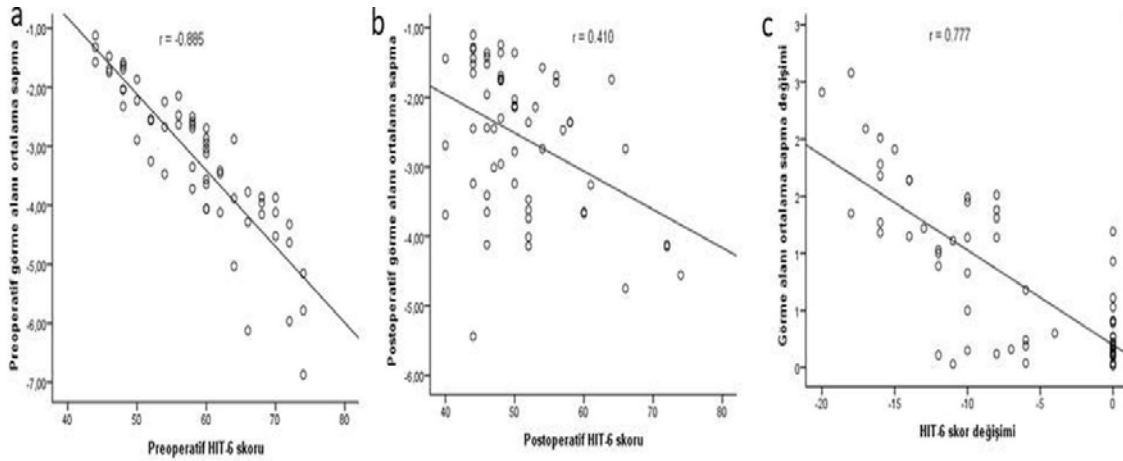 a
r = -0.885
Preoperatif görme alanı ortalama sapma
-1,00
-2,00
-3,00
-4,00
-5,00
-6,00
-7,00
40 50 60 70 80
Preoperatif HIT-6 skoru
b
r = 0.410
Postoperatif görme alanı ortalama sapma
-1,00
-2,00
-3,00
-4,00
-5,00
-6,00
40 50 60 70 80
Postoperatif HIT-6 skoru
c
r = 0.777
Görme alanı ortalama sapma değişimi
3
3
2
2
1
1
0
-20 -15 -10 -5 0
HIT-6 skor değişimi